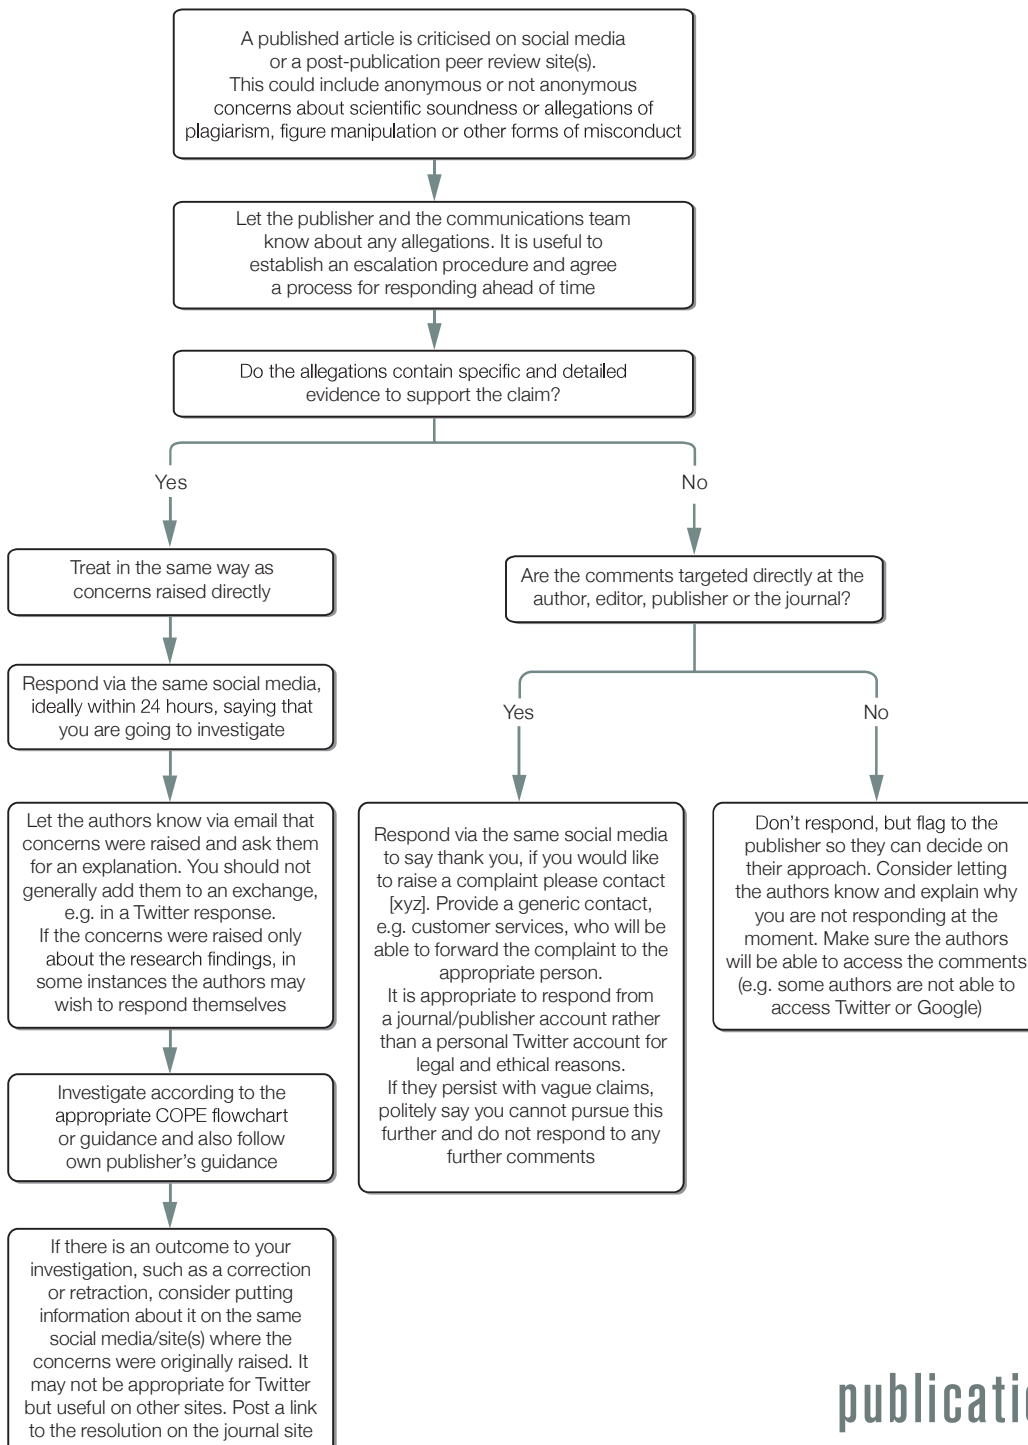 A published article is criticised on social media
or a post-publication peer review site(s).
This could include anonymous or not anonymous
concerns about scientific soundness or allegations of
plagiarism, figure manipulation or other forms of misconduct
Let the publisher and the communications team
know about any allegations. It is useful to
establish an escalation procedure and agree
a process for responding ahead of time
Do the allegations contain specific and detailed
evidence to support the claim?
Yes
No
Treat in the same way as
concerns raised directly
Are the comments targeted directly at the
author, editor, publisher or the journal?
Respond via the same social media,
ideally within 24 hours, saying that
you are going to investigate
Yes
No
Let the authors know via email that
concerns were raised and ask them
for an explanation. You should not
generally add them to an exchange,
e.g. in a Twitter response.
If the concerns were raised only
about the research findings, in
some instances the authors may
wish to respond themselves
Respond via the same social media
to say thank you, if you would like
to raise a complaint please contact
[xyz]. Provide a generic contact,
e.g. customer services, who will be
able to forward the complaint to the
appropriate person.
It is appropriate to respond from
a journal/publisher account rather
than a personal Twitter account for
legal and ethical reasons.
If they persist with vague claims,
politely say you cannot pursue this
further and do not respond to any
further comments
Don't respond, but flag to the
publisher so they can decide on
their approach. Consider letting
the authors know and explain why
you are not responding at the
moment. Make sure the authors
will be able to access the comments
(e.g. some authors are not able to
access Twitter or Google)
Investigate according to the
appropriate COPE flowchart
or guidance and also follow
own publisher's guidance
If there is an outcome to your
investigation, such as a correction
or retraction, consider putting
information about it on the same
social media/site(s) where the
concerns were originally raised. It
may not be appropriate for Twitter
but useful on other sites. Post a link
to the resolution on the journal site